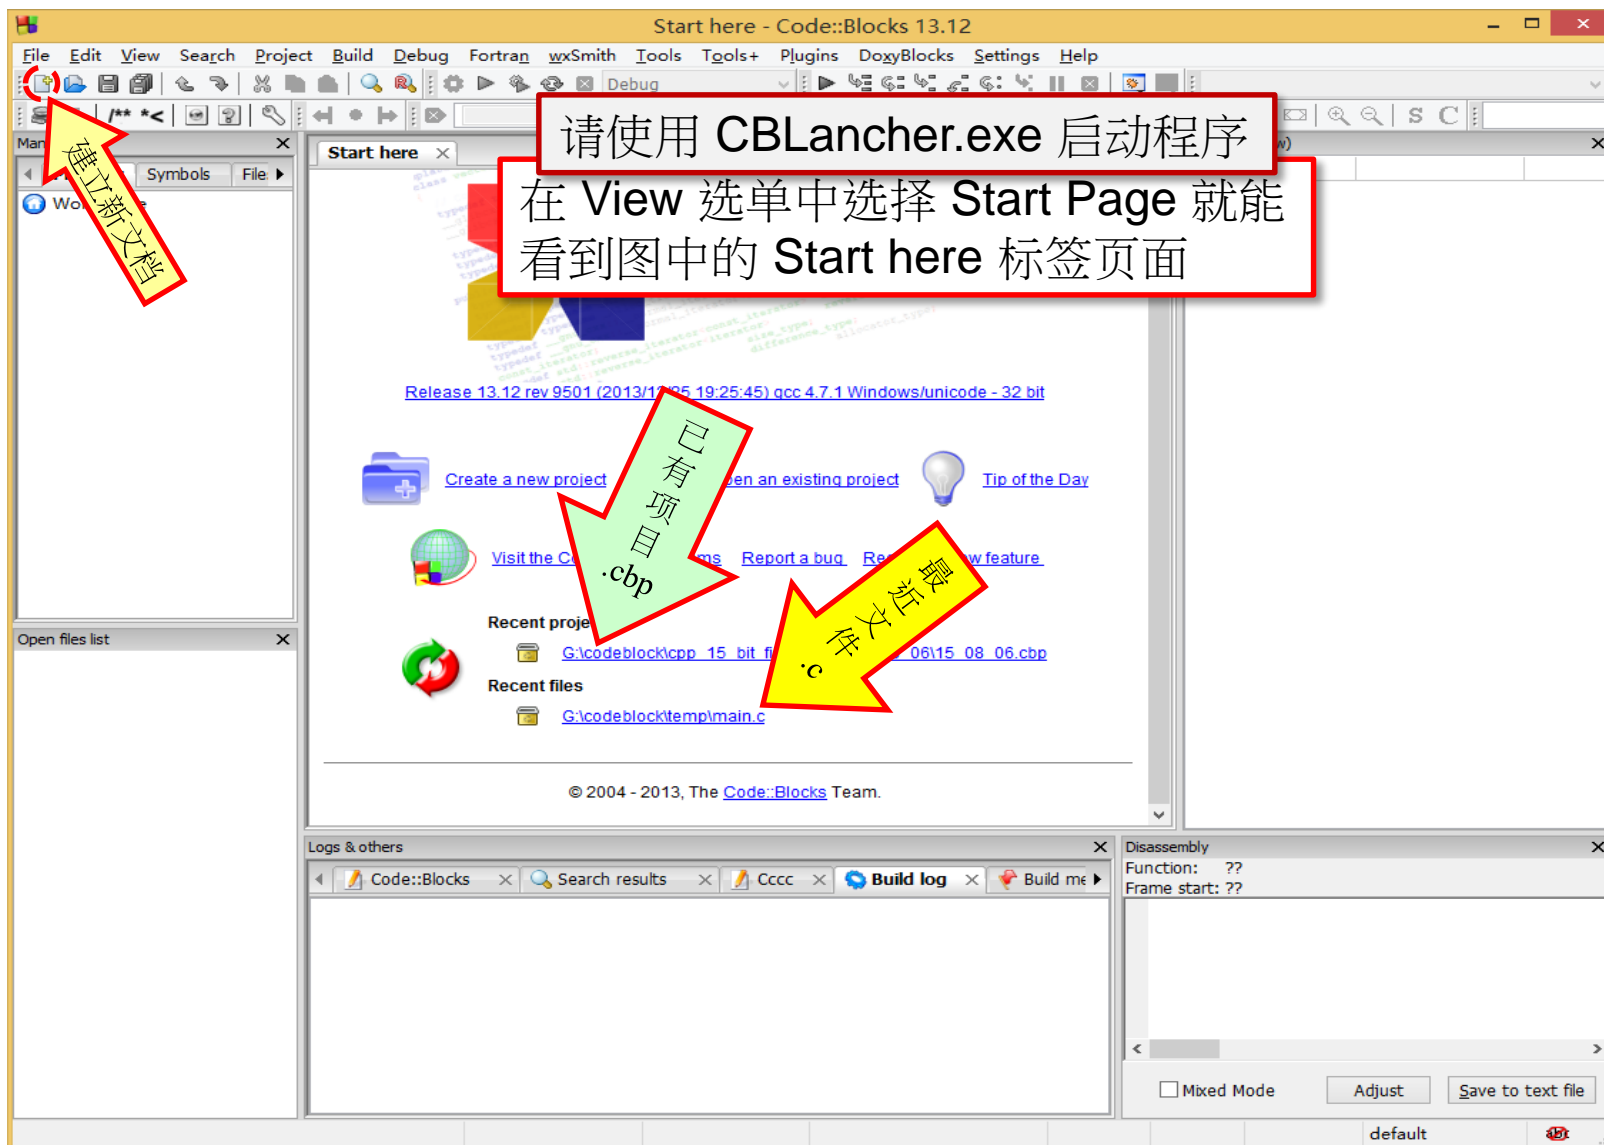 Start here - Code::Blocks 13.12
File Edit View Search Project Build Debug Fortran wxSmith Tools Tools+ Plugins DoxyBlocks Settings Help
Debug
/** *<
S C
请使用 CBLancher.exe 启动程序
在 View 选单中选择 Start Page 就能
看到图中的 Start here 标签页面
建立新文档
Symbols
Start here
Release 13.12 rev 9501 (2013/12/25 19:25:45) gcc 4.7.1 Windows/unicode - 32 bit
已有项目 .cbp
Create a new project
an existing project
Tip of the Day
Visit the
Report a bug
feature
最近文件 .c
Recent
G:\codeblock\cpp_15_bit_
06\15_08_06.cbp
Recent files
G:\codeblock\temp\main.c
© 2004 - 2013, The Code::Blocks Team.
Open files list
Logs & others
Code::Blocks
Search results
Cccc
Build log
Build
Disassembly
Function: ??
Frame start: ??
Mixed Mode
Adjust
Save to text file
default
abc